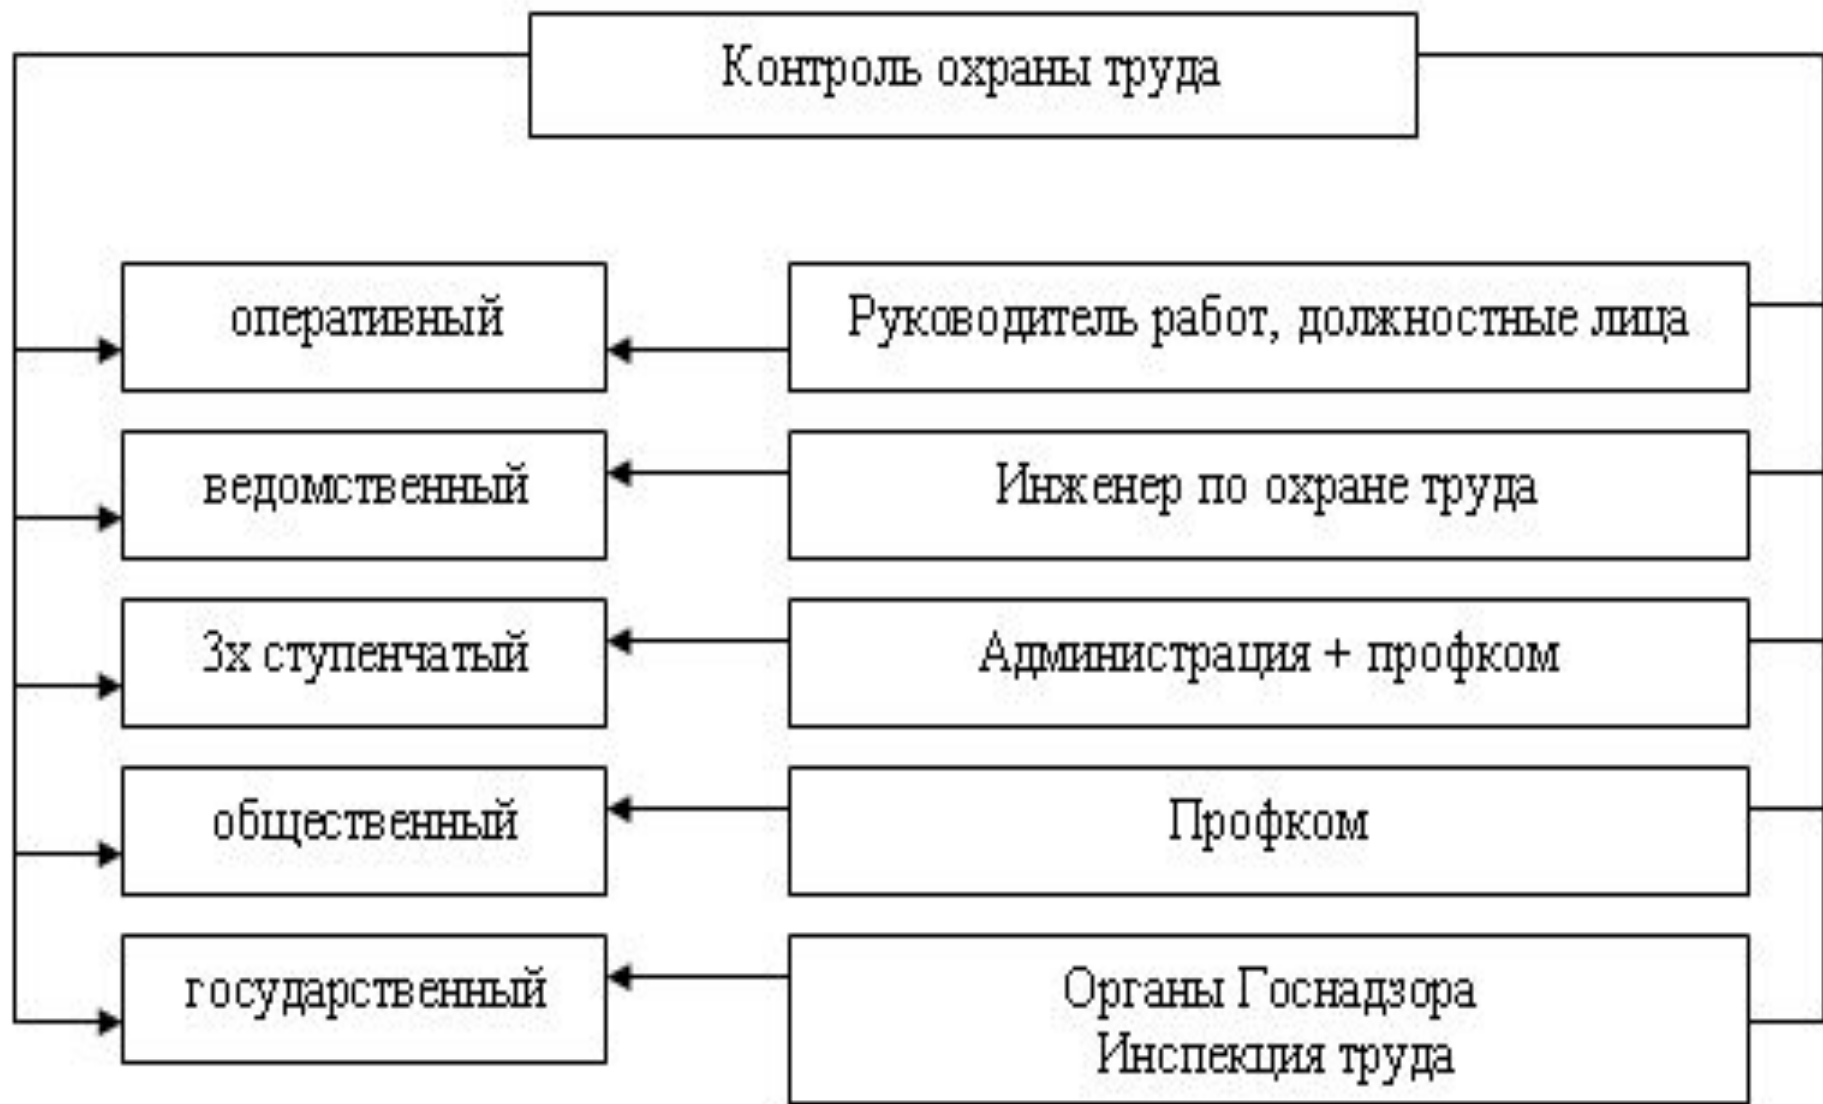 Контроль охраны труда
оперативный
Руководитель работ, должностные лица
ведомственный
Инженер по охране труда
3х ступенчатый
Администрация + профком
общественный
Профком
государственный
Органы Госнадзора
Инспекция труда